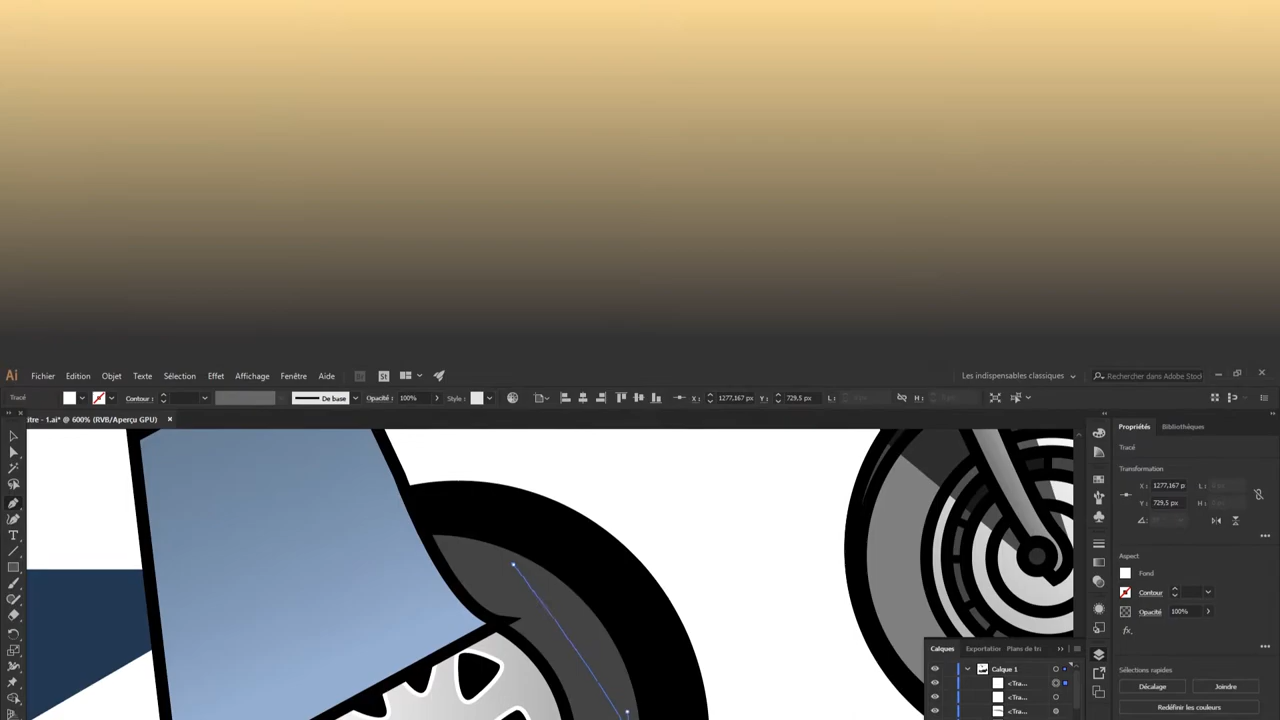 Ai Fichier Edition Objet Texte Sélection Effet Affichage Fenêtre Aide Br St Les indispensables classiques Rechercher dans Adobe Stock
Tracé Contour : De base Opacité : 100% Style : X : 1277,167 px Y : 729,5 px L : H :
itre - 1.ai* @ 600% (RVB/Aperçu GPU) ×
Propriétés Bibliothèques
Tracé
Transformation
X : 1277,167 p L :
Y : 729,5 px H :
Aspect
Fond
Contour
Opacité 100%
fx.
Calques Exportation Plans de tra
Calque 1
<Tra...
<Tra...
<Tra...
Sélections rapides
Décalage Joindre
Redéfinir les couleurs